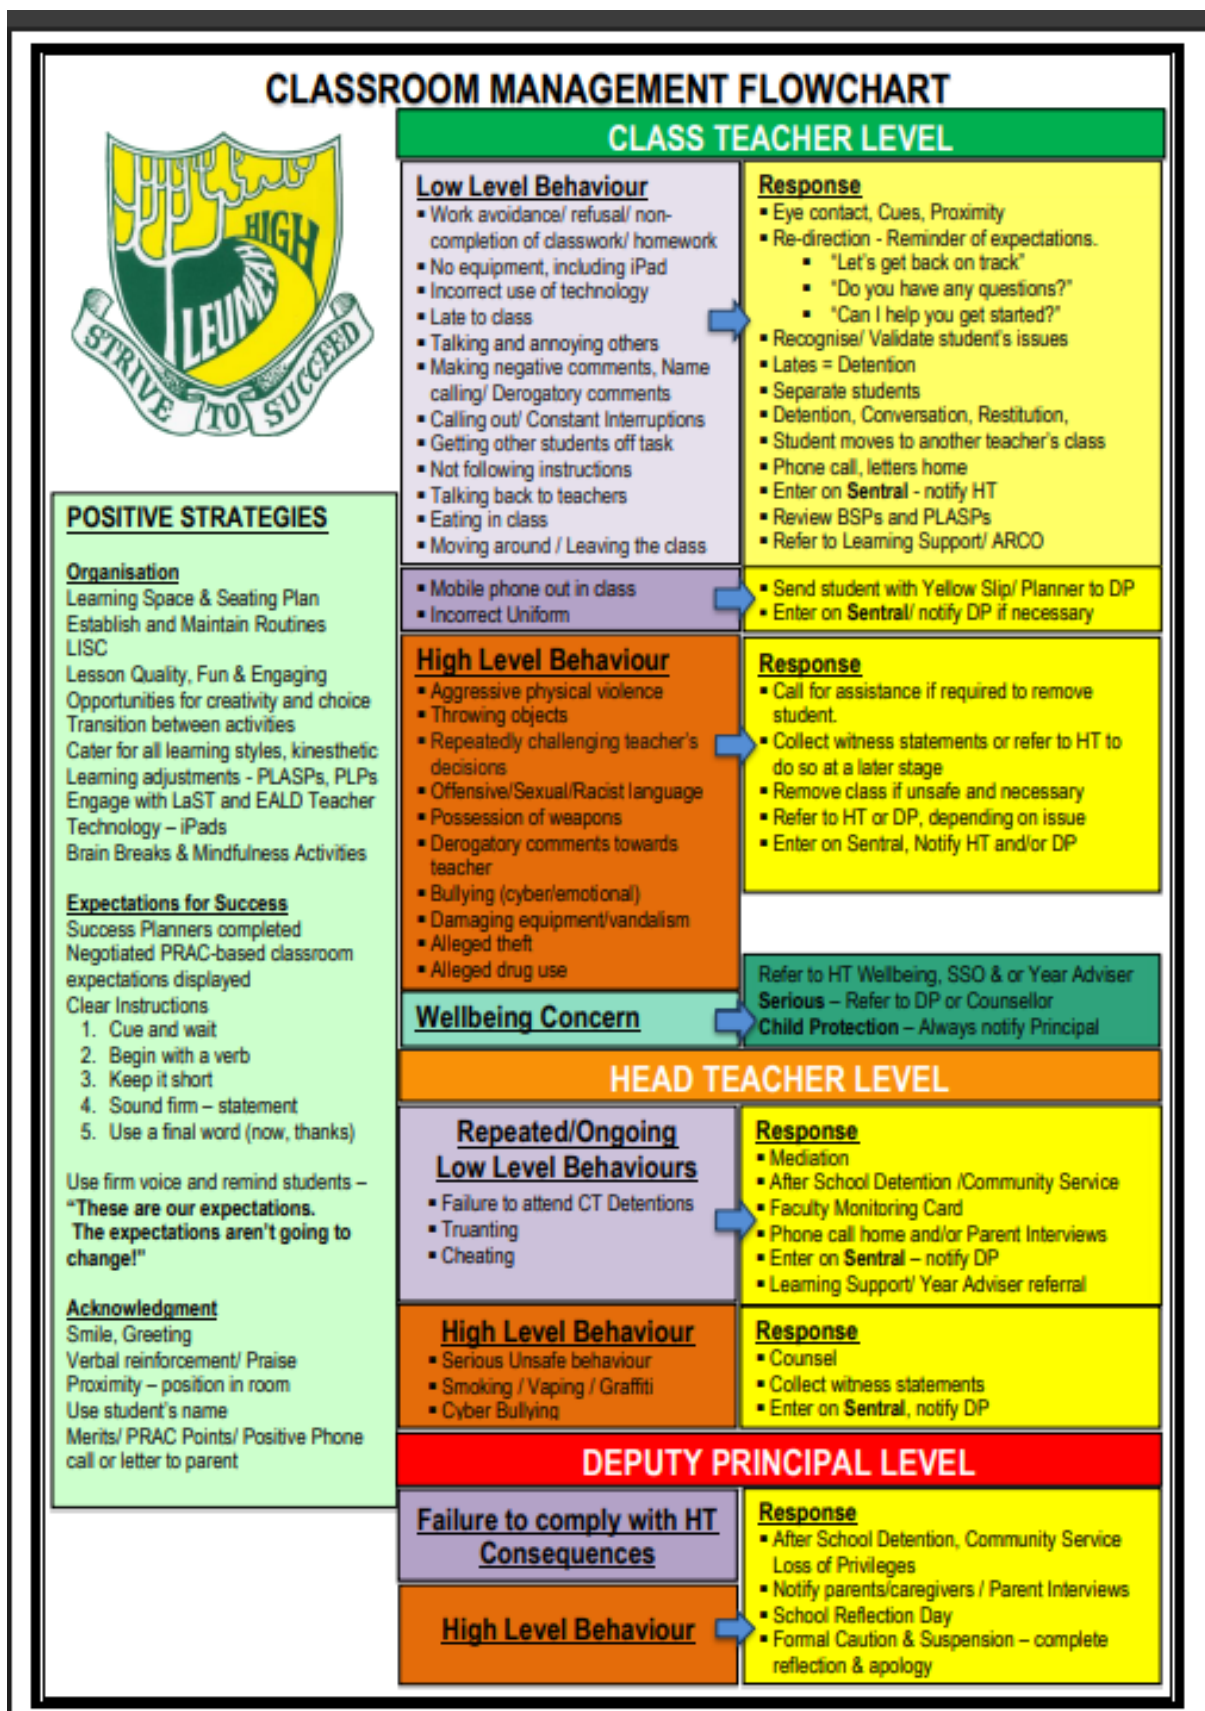 CLASSROOM MANAGEMENT FLOWCHART
LEUMEAH
HIGH
STRIVE TO SUCCEED
POSITIVE STRATEGIES
Organisation
Learning Space & Seating Plan
Establish and Maintain Routines
LISC
Lesson Quality, Fun & Engaging
Opportunities for creativity and choice
Transition between activities
Cater for all learning styles, kinesthetic
Learning adjustments - PLASPs, PLPs
Engage with LaST and EALD Teacher
Technology – iPads
Brain Breaks & Mindfulness Activities
Expectations for Success
Success Planners completed
Negotiated PRAC-based classroom
expectations displayed
Clear Instructions
1. Cue and wait
2. Begin with a verb
3. Keep it short
4. Sound firm – statement
5. Use a final word (now, thanks)
Use firm voice and remind students –
“These are our expectations.
The expectations aren’t going to
change!”
Acknowledgment
Smile, Greeting
Verbal reinforcement/ Praise
Proximity – position in room
Use student’s name
Merits/ PRAC Points/ Positive Phone
call or letter to parent
CLASS TEACHER LEVEL
Low Level Behaviour
▪ Work avoidance/ refusal/ non-
completion of classwork/ homework
▪ No equipment, including iPad
▪ Incorrect use of technology
▪ Late to class
▪ Talking and annoying others
▪ Making negative comments, Name
calling/ Derogatory comments
▪ Calling out/ Constant Interruptions
▪ Getting other students off task
▪ Not following instructions
▪ Talking back to teachers
▪ Eating in class
▪ Moving around / Leaving the class
Response
▪ Eye contact, Cues, Proximity
▪ Re-direction - Reminder of expectations.
▪ “Let’s get back on track”
▪ “Do you have any questions?”
▪ “Can I help you get started?”
▪ Recognise/ Validate student’s issues
▪ Lates = Detention
▪ Separate students
▪ Detention, Conversation, Restitution,
▪ Student moves to another teacher’s class
▪ Phone call, letters home
▪ Enter on Sentral - notify HT
▪ Review BSPs and PLASPs
▪ Refer to Learning Support/ ARCO
▪ Mobile phone out in class
▪ Incorrect Uniform
▪ Send student with Yellow Slip/ Planner to DP
▪ Enter on Sentral/ notify DP if necessary
High Level Behaviour
▪ Aggressive physical violence
▪ Throwing objects
▪ Repeatedly challenging teacher’s
decisions
▪ Offensive/Sexual/Racist language
▪ Possession of weapons
▪ Derogatory comments towards
teacher
▪ Bullying (cyber/emotional)
▪ Damaging equipment/vandalism
▪ Alleged theft
▪ Alleged drug use
Response
▪ Call for assistance if required to remove
student.
▪ Collect witness statements or refer to HT to
do so at a later stage
▪ Remove class if unsafe and necessary
▪ Refer to HT or DP, depending on issue
▪ Enter on Sentral, Notify HT and/or DP
Wellbeing Concern
Refer to HT Wellbeing, SSO & or Year Adviser
Serious – Refer to DP or Counsellor
Child Protection – Always notify Principal
HEAD TEACHER LEVEL
Repeated/Ongoing
Low Level Behaviours
▪ Failure to attend CT Detentions
▪ Truanting
▪ Cheating
Response
▪ Mediation
▪ After School Detention /Community Service
▪ Faculty Monitoring Card
▪ Phone call home and/or Parent Interviews
▪ Enter on Sentral – notify DP
▪ Learning Support/ Year Adviser referral
High Level Behaviour
▪ Serious Unsafe behaviour
▪ Smoking / Vaping / Graffiti
▪ Cyber Bullying
Response
▪ Counsel
▪ Collect witness statements
▪ Enter on Sentral, notify DP
DEPUTY PRINCIPAL LEVEL
Failure to comply with HT
Consequences
High Level Behaviour
Response
▪ After School Detention, Community Service
Loss of Privileges
▪ Notify parents/caregivers / Parent Interviews
▪ School Reflection Day
▪ Formal Caution & Suspension – complete
reflection & apology